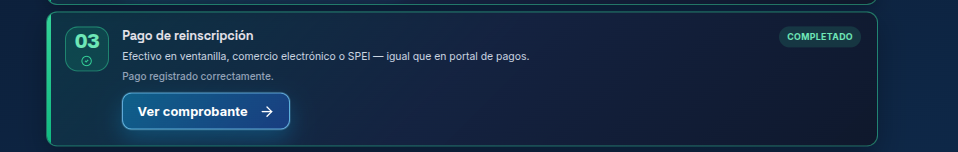 03
Pago de reinscripción
COMPLETADO
Efectivo en ventanilla, comercio electrónico o SPEI — igual que en portal de pagos.
Pago registrado correctamente.
Ver comprobante →